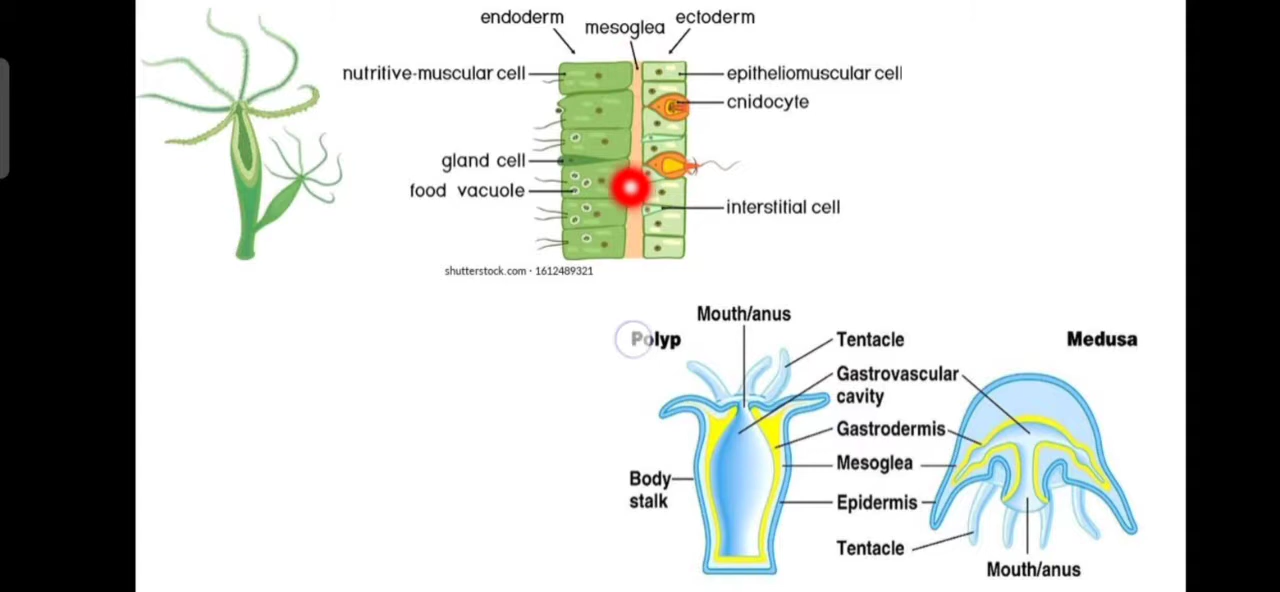 endoderm
mesoglea
ectoderm
nutritive-muscular cell
epitheliomuscular cell
cnidocyte
gland cell
food vacuole
interstitial cell
shutterstock.com · 1612489321
Mouth/anus
Polyp
Tentacle
Medusa
Gastrovascular
cavity
Gastrodermis
Mesoglea
Body
stalk
Epidermis
Tentacle
Mouth/anus